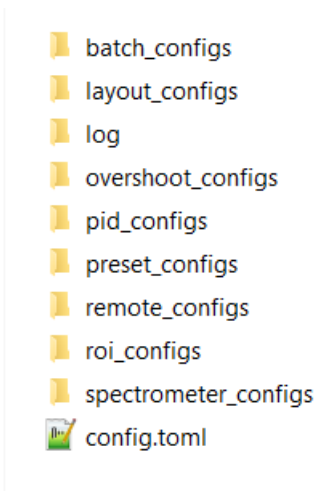 batch_configs
layout_configs
log
overshoot_configs
pid_configs
preset_configs
remote_configs
roi_configs
spectrometer_configs
config.toml